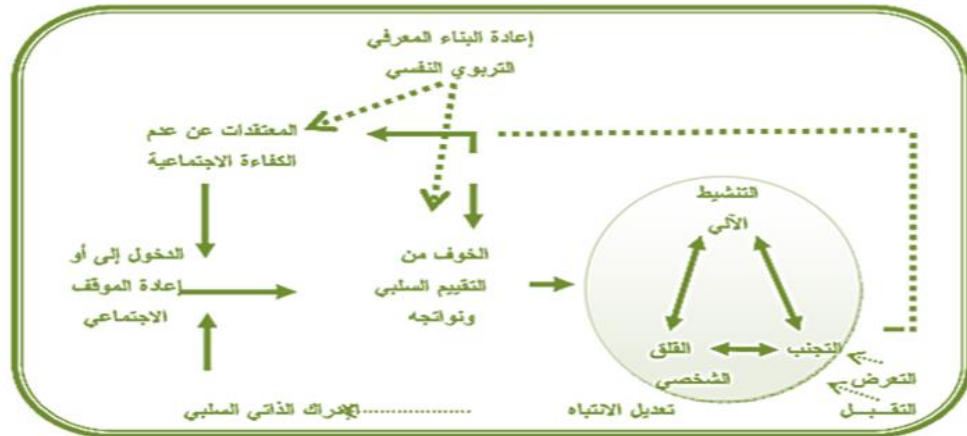 إعادة البناء المعرفي
التربوي النفسي
المعتقدات عن عدم
الكفاءة الاجتماعية
التنشيط
الآلي
الدخول إلى أو
إعادة الموقف
الاجتماعي
الخوف من
التقييم السلبي
ونواتجه
التجنب
القلق
الشخصي
التعرض
التقبــل
تعديل الانتباه
الإدراك الذاتي السلبي